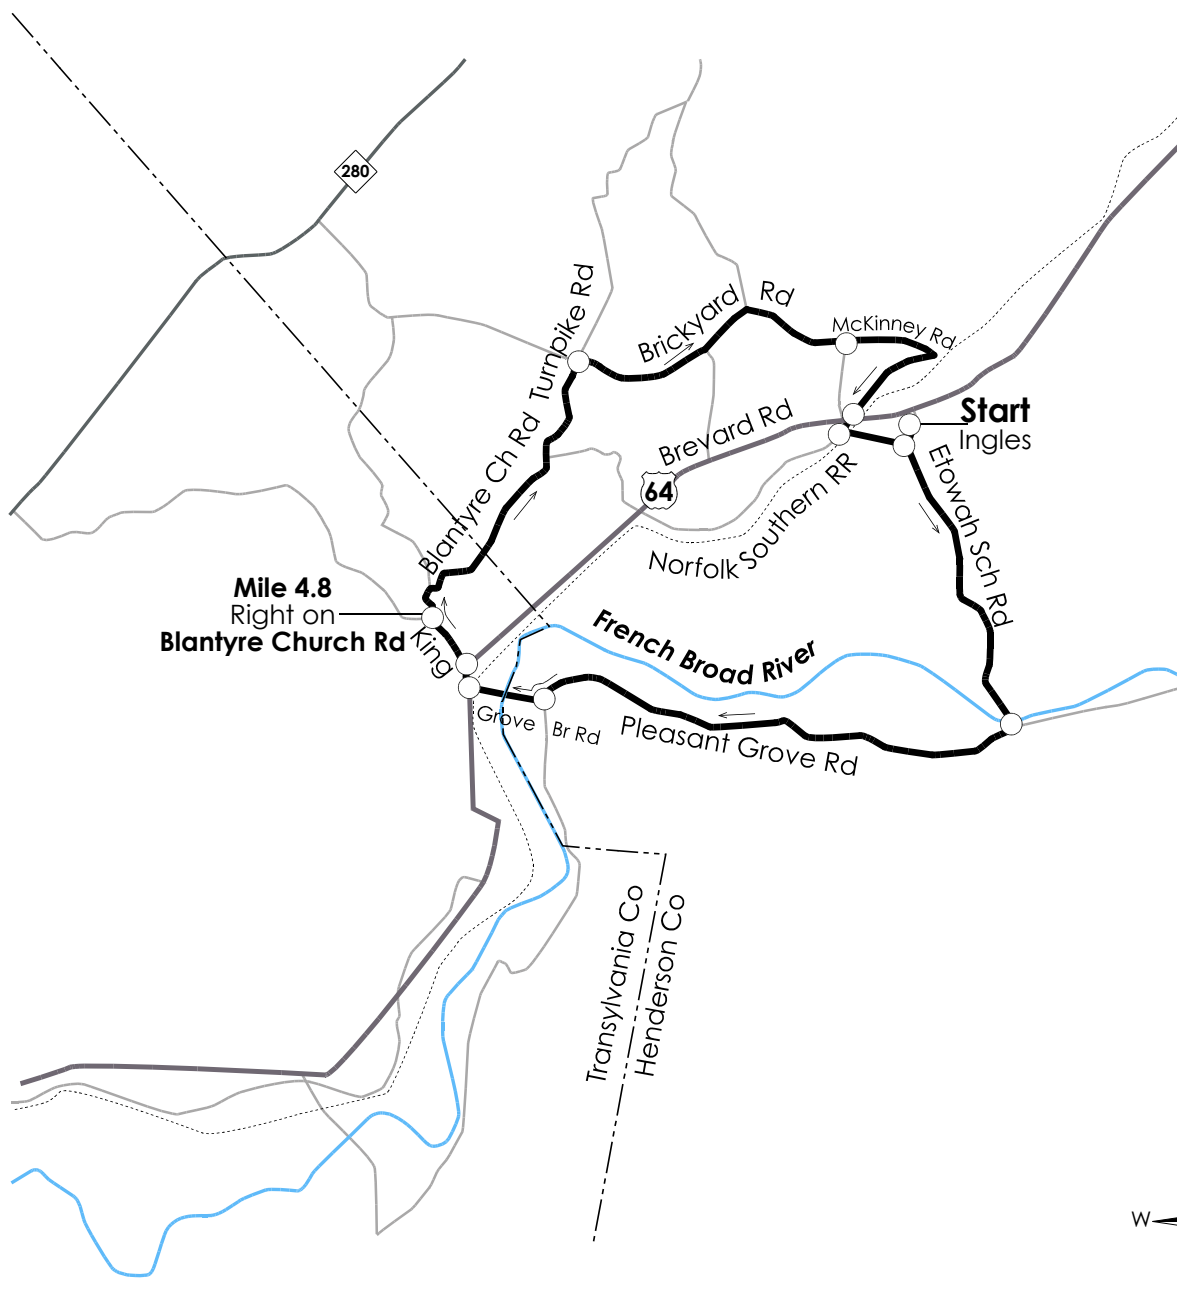 280
Turnpike Rd
Brickyard Rd
McKinney Rd
Start
Ingles
Brevard Rd
64
Blantyre Ch Rd
Norfolk Southern RR
Etowah Sch Rd
Mile 4.8
Right on
Blantyre Church Rd
King
French Broad River
Grove Br Rd
Pleasant Grove Rd
Transylvania Co
Henderson Co
W